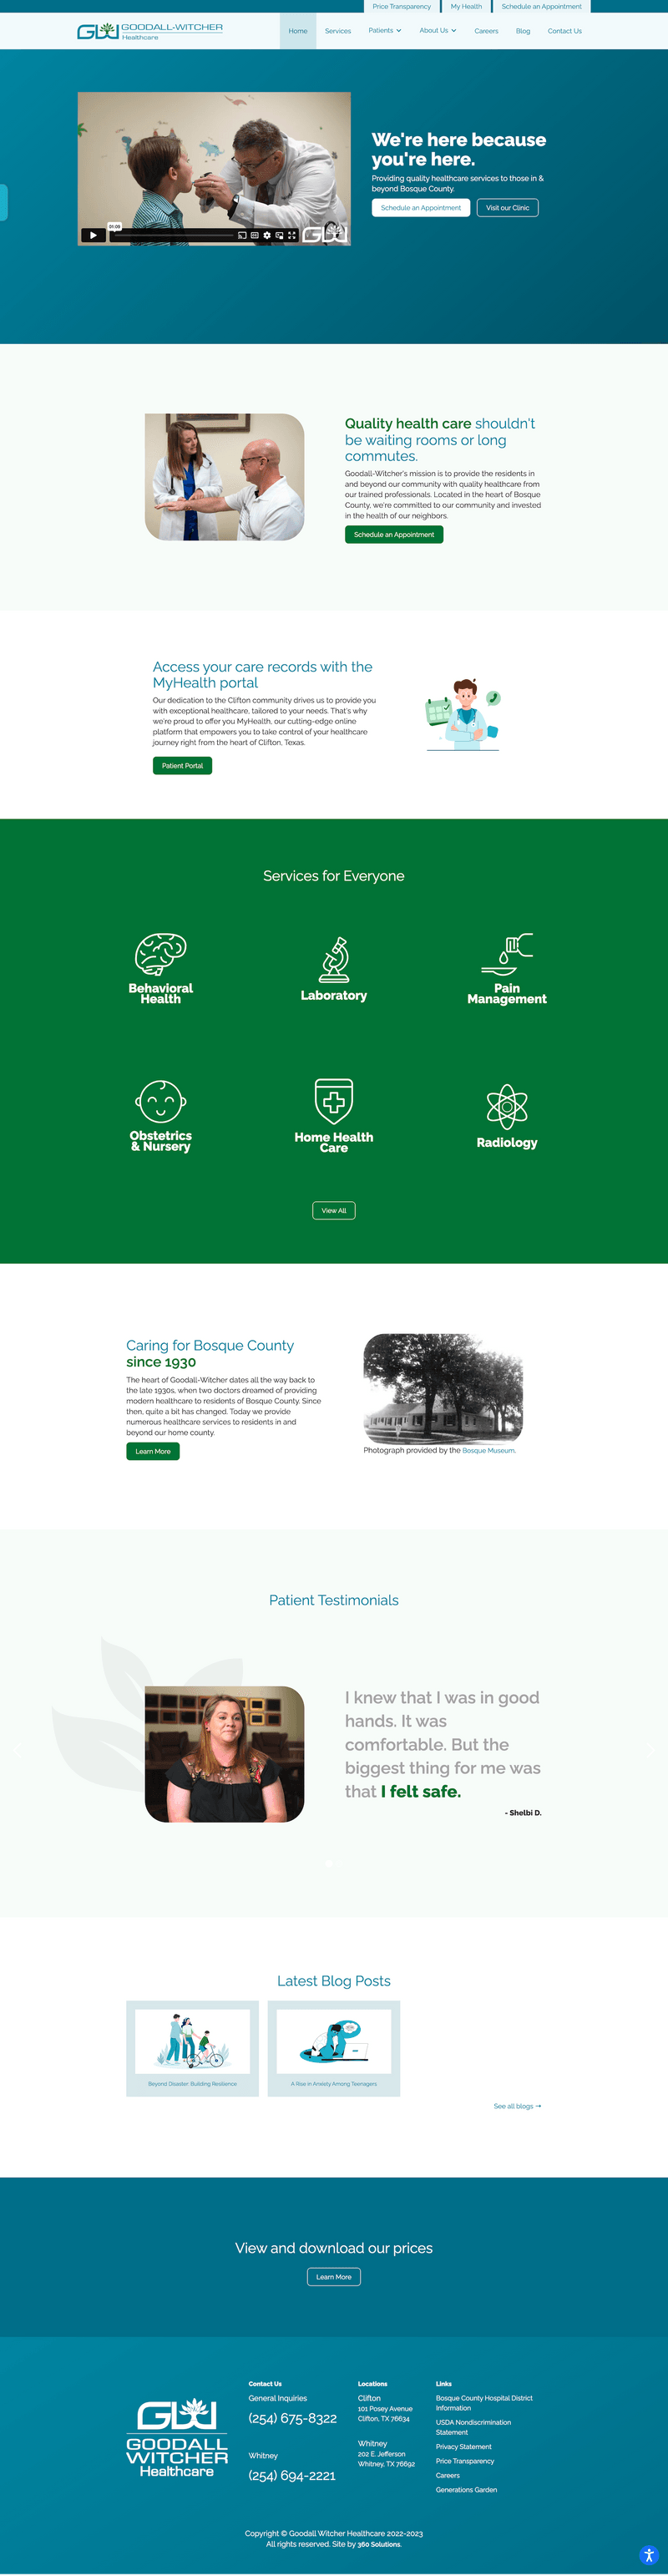 Price Transparency
My Health
Schedule an Appointment
GW GOODALL-WITCHER
Healthcare
Home
Services
Patients
About Us
Careers
Blog
Contact Us
We're here because
you're here.
Providing quality healthcare services to those in &
beyond Bosque County.
Schedule an Appointment
Visit our Clinic
01:09
GW
Quality health care shouldn't
be waiting rooms or long
commutes.
Goodall-Witcher's mission is to provide the residents in
and beyond our community with quality healthcare from
our trained professionals. Located in the heart of Bosque
County, we're committed to our community and invested
in the health of our neighbors.
Schedule an Appointment
Access your care records with the
MyHealth portal
Our dedication to the Clifton community drives us to provide you
with exceptional healthcare, tailored to your needs. That's why
we're proud to offer you MyHealth, our cutting-edge online
platform that empowers you to take control of your healthcare
journey right from the heart of Clifton, Texas.
Patient Portal
Services for Everyone
Behavioral
Health
Laboratory
Pain
Management
Obstetrics
& Nursery
Home Health
Care
Radiology
View All
Caring for Bosque County
since 1930
The heart of Goodall-Witcher dates all the way back to
the late 1930s, when two doctors dreamed of providing
modern healthcare to residents of Bosque County. Since
then, quite a bit has changed. Today we provide
numerous healthcare services to residents in and
beyond our home county.
Learn More
Photograph provided by the Bosque Museum.
Patient Testimonials
I knew that I was in good
hands. It was
comfortable. But the
biggest thing for me was
that I felt safe.
- Shelbi D.
Latest Blog Posts
Beyond Disaster: Building Resilience
A Rise in Anxiety Among Teenagers
See all blogs →
View and download our prices
Learn More
GW
GOODALL
WITCHER
Healthcare
Contact Us
General Inquiries
(254) 675-8322
Whitney
(254) 694-2221
Locations
Clifton
101 Posey Avenue
Clifton, TX 76634
Whitney
202 E. Jefferson
Whitney, TX 76692
Links
Bosque County Hospital District
Information
USDA Nondiscrimination
Statement
Privacy Statement
Price Transparency
Careers
Generations Garden
Copyright © Goodall Witcher Healthcare 2022-2023
All rights reserved. Site by 360 Solutions.